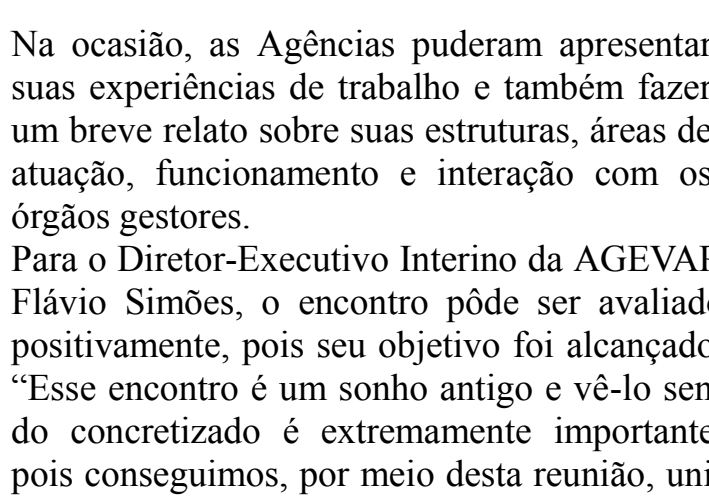 Na ocasião, as Agências puderam apresentar
suas experiências de trabalho e também fazer
um breve relato sobre suas estruturas, áreas de
atuação, funcionamento e interação com os
órgãos gestores.
Para o Diretor-Executivo Interino da AGEVAP
Flávio Simões, o encontro pôde ser avaliado
positivamente, pois seu objetivo foi alcançado
“Esse encontro é um sonho antigo e vê-lo sen
do concretizado é extremamente importante
pois conseguimos, por meio desta reunião, uni